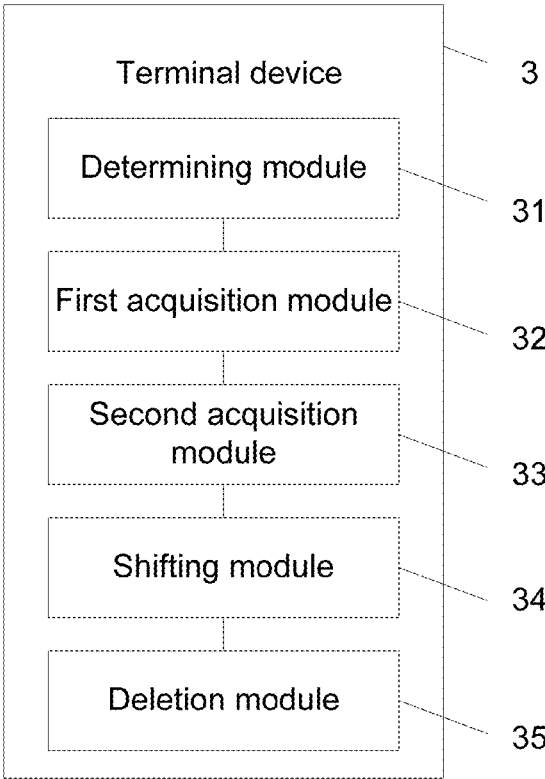 Terminal device
3
Determining module
31
First acquisition module
32
Second acquisition
module
33
Shifting module
34
Deletion module
35